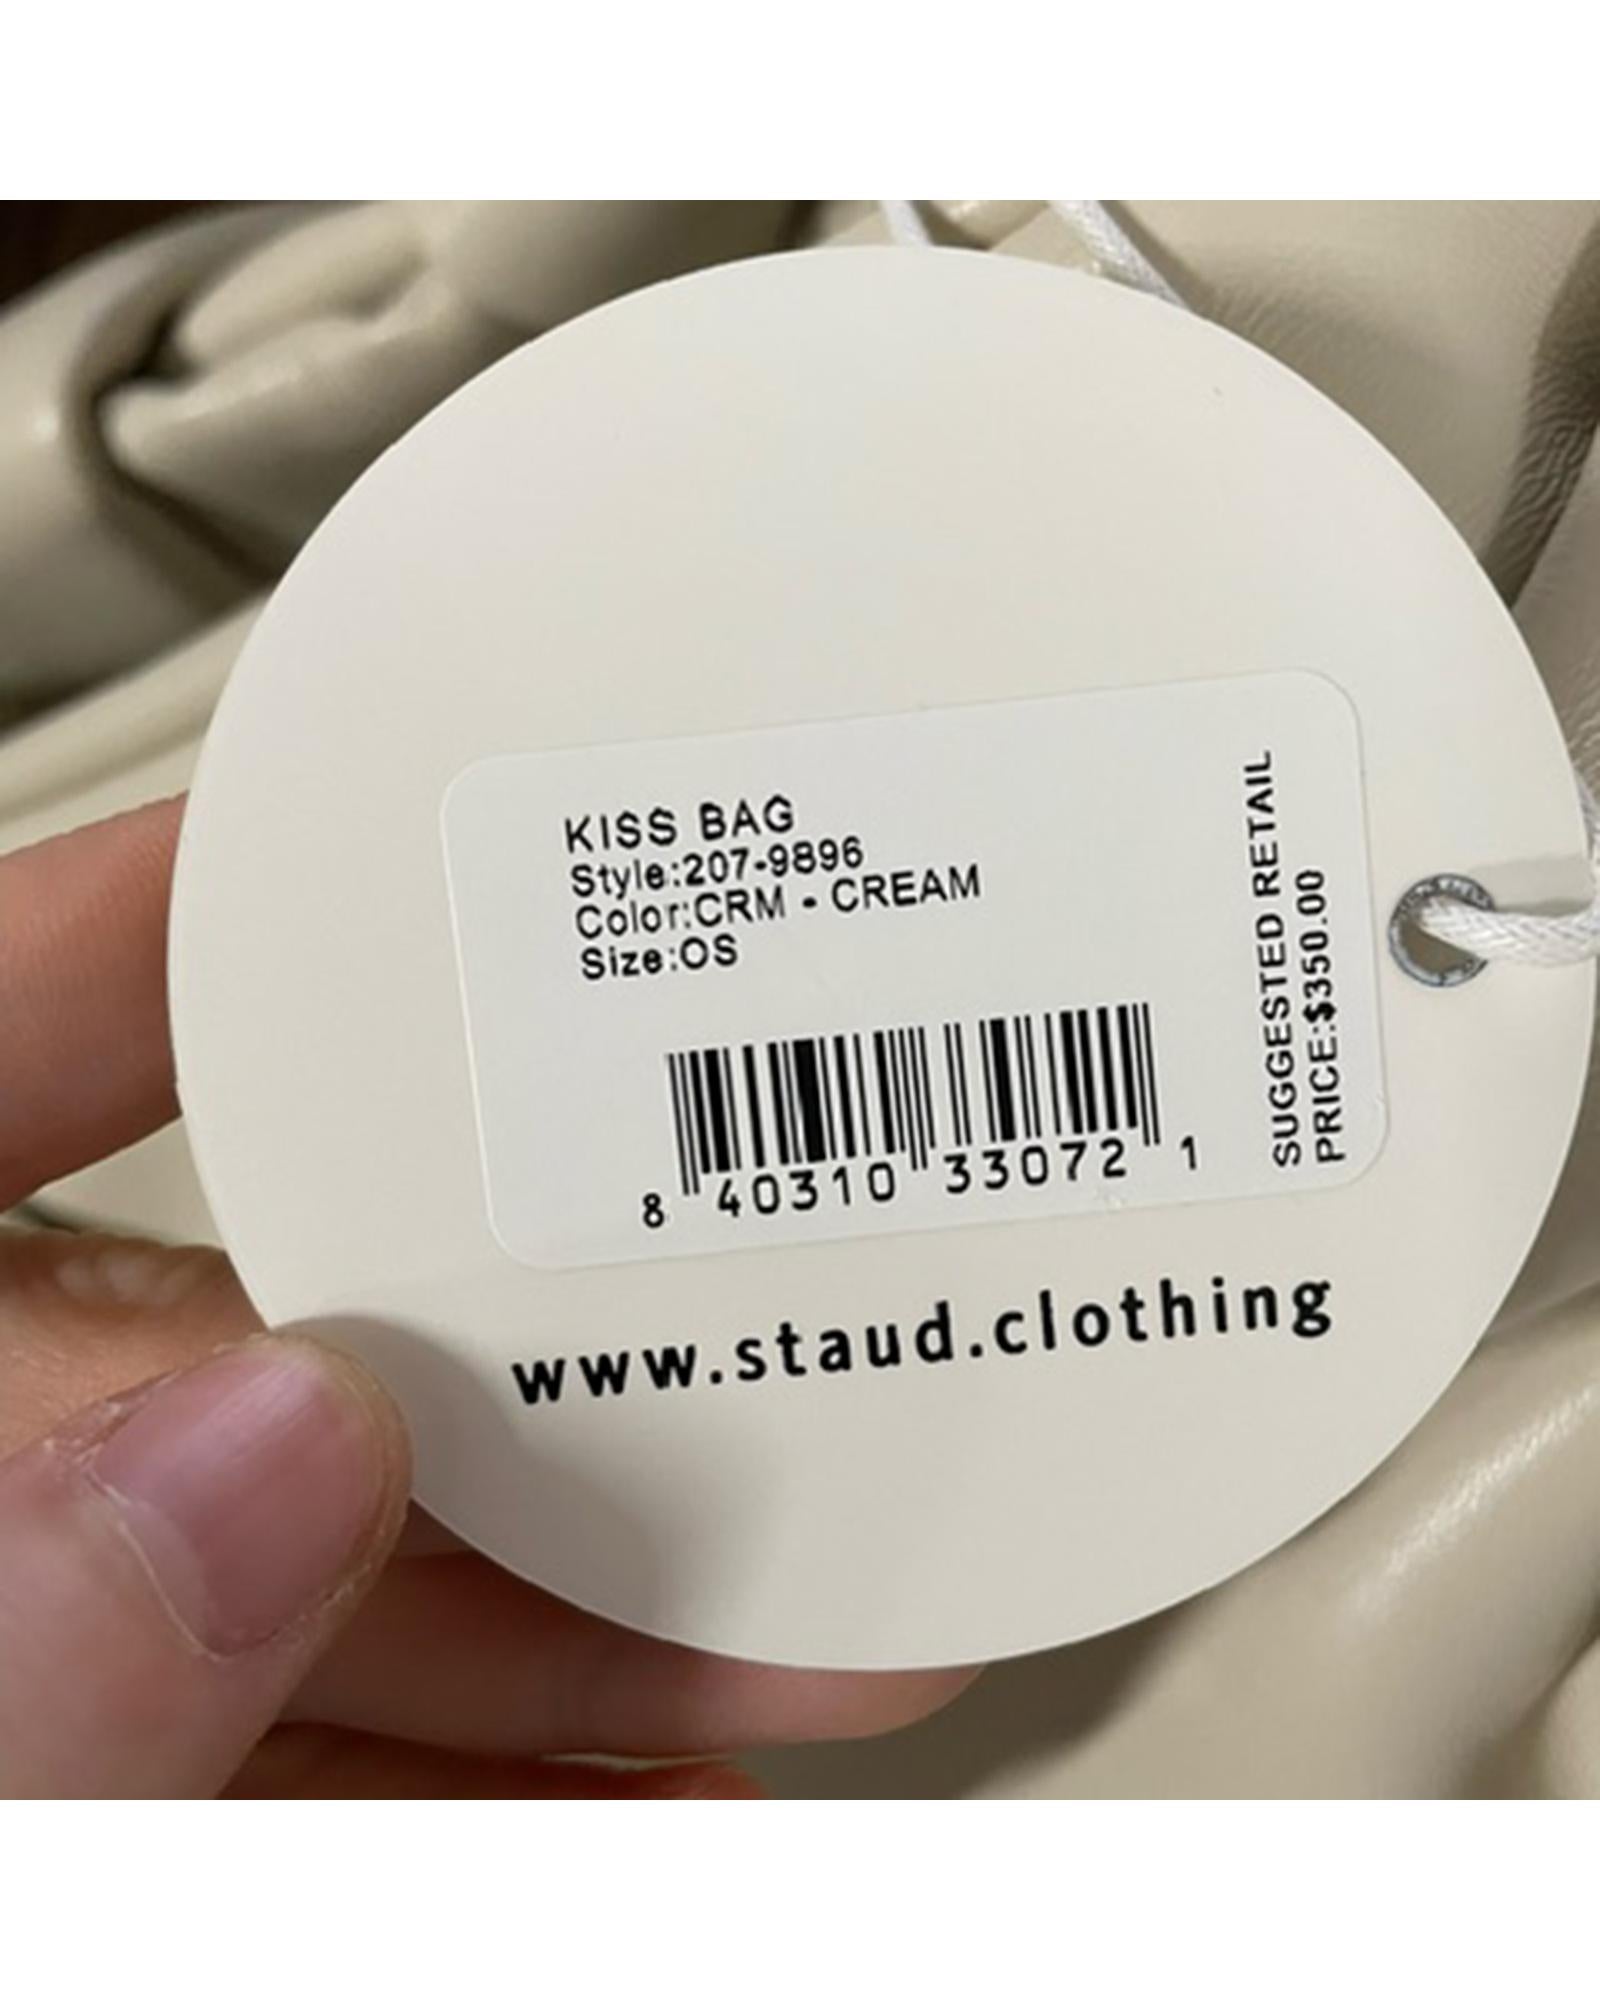 KISS BAG
Style:207-9896
Color:CRM - CREAM
Size:OS
8 40310 33072 1
SUGGESTED RETAIL
PRICE:$350.00
www.staud.clothing